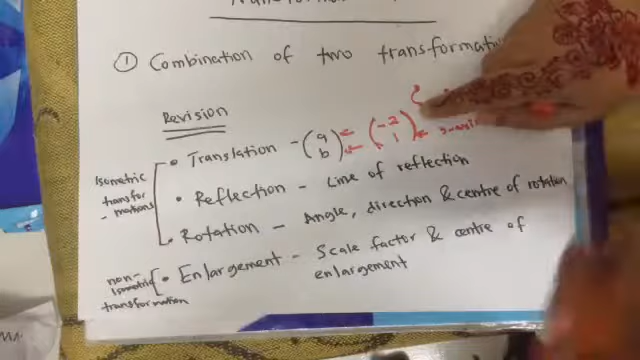 ① Combination of two
Revision
• Translation - (a b) (-2 1)
• Reflection - Line of reflection
• Rotation - Angle, direction & centre of rotation
Isometric
transfor
-mations
• Enlargement - Scale factor & centre of
enlargement
non-
isometric
transformation